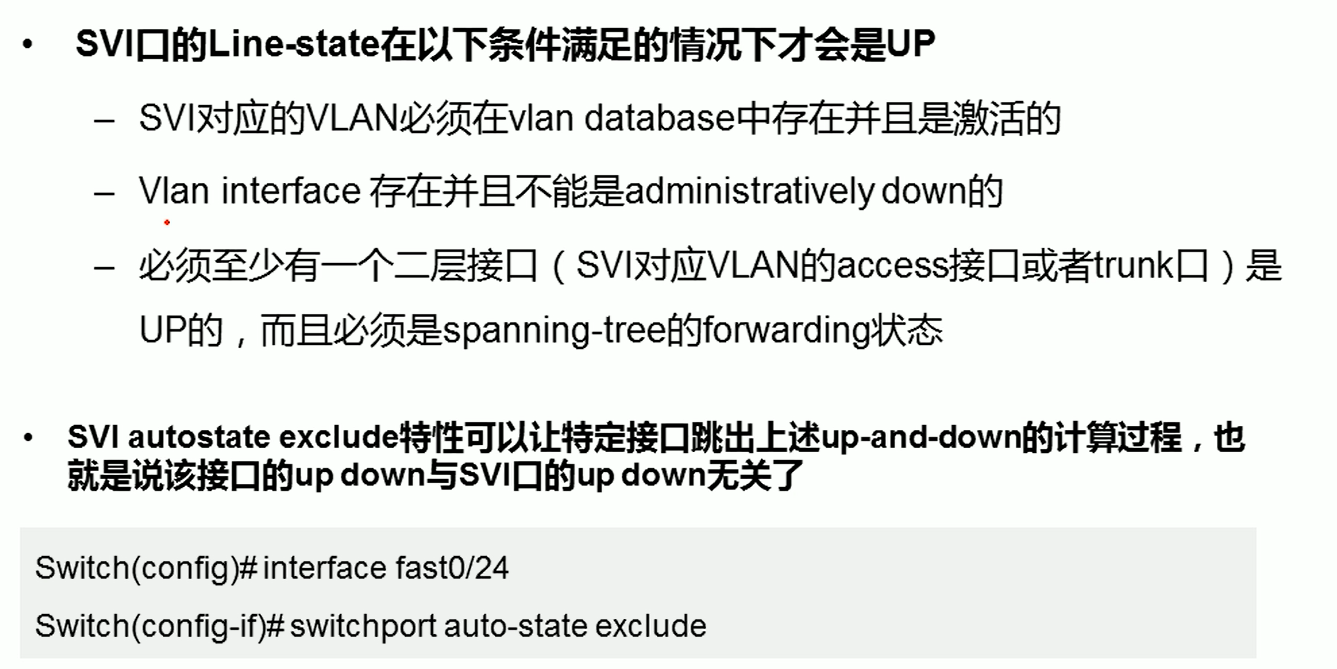 • SVI口的Line-state在以下条件满足的情况下才会是UP
– SVI对应的VLAN必须在vlan database中存在并且是激活的
– Vlan interface 存在并且不能是administratively down的
– 必须至少有一个二层接口（SVI对应VLAN的access接口或者trunk口）是
UP的，而且必须是spanning-tree的forwarding状态
• SVI autostate exclude特性可以让特定接口跳出上述up-and-down的计算过程，也
就是说该接口的up down与SVI口的up down无关了
Switch(config)# interface fast0/24
Switch(config-if)# switchport auto-state exclude